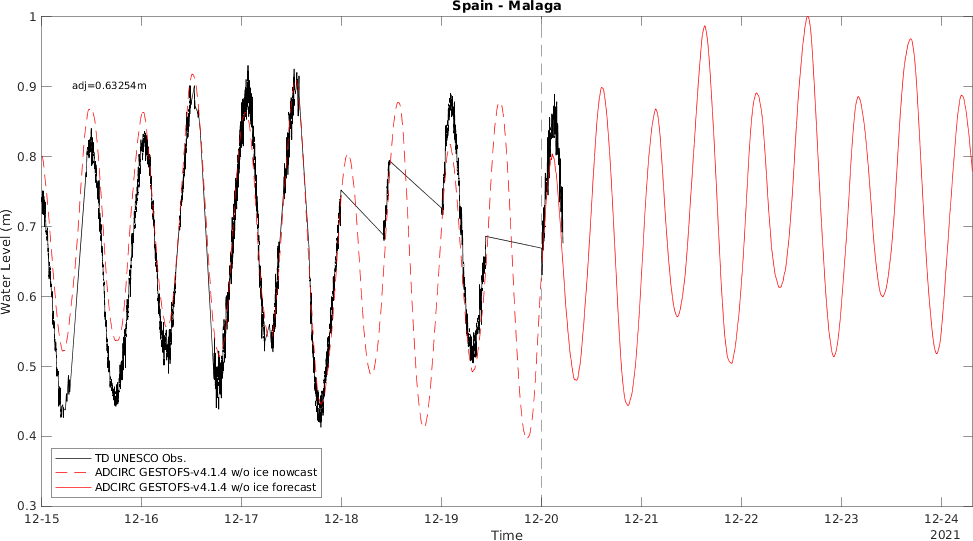 Spain - Malaga
1
0.9
0.8
0.7
0.6
0.5
0.4
0.3
Water Level (m)
adj=0.63254m
TD UNESCO Obs.
ADCIRC GESTOFS-v4.1.4 w/o ice nowcast
ADCIRC GESTOFS-v4.1.4 w/o ice forecast
12-15 12-16 12-17 12-18 12-19 12-20 12-21 12-22 12-23 12-24
Time
2021